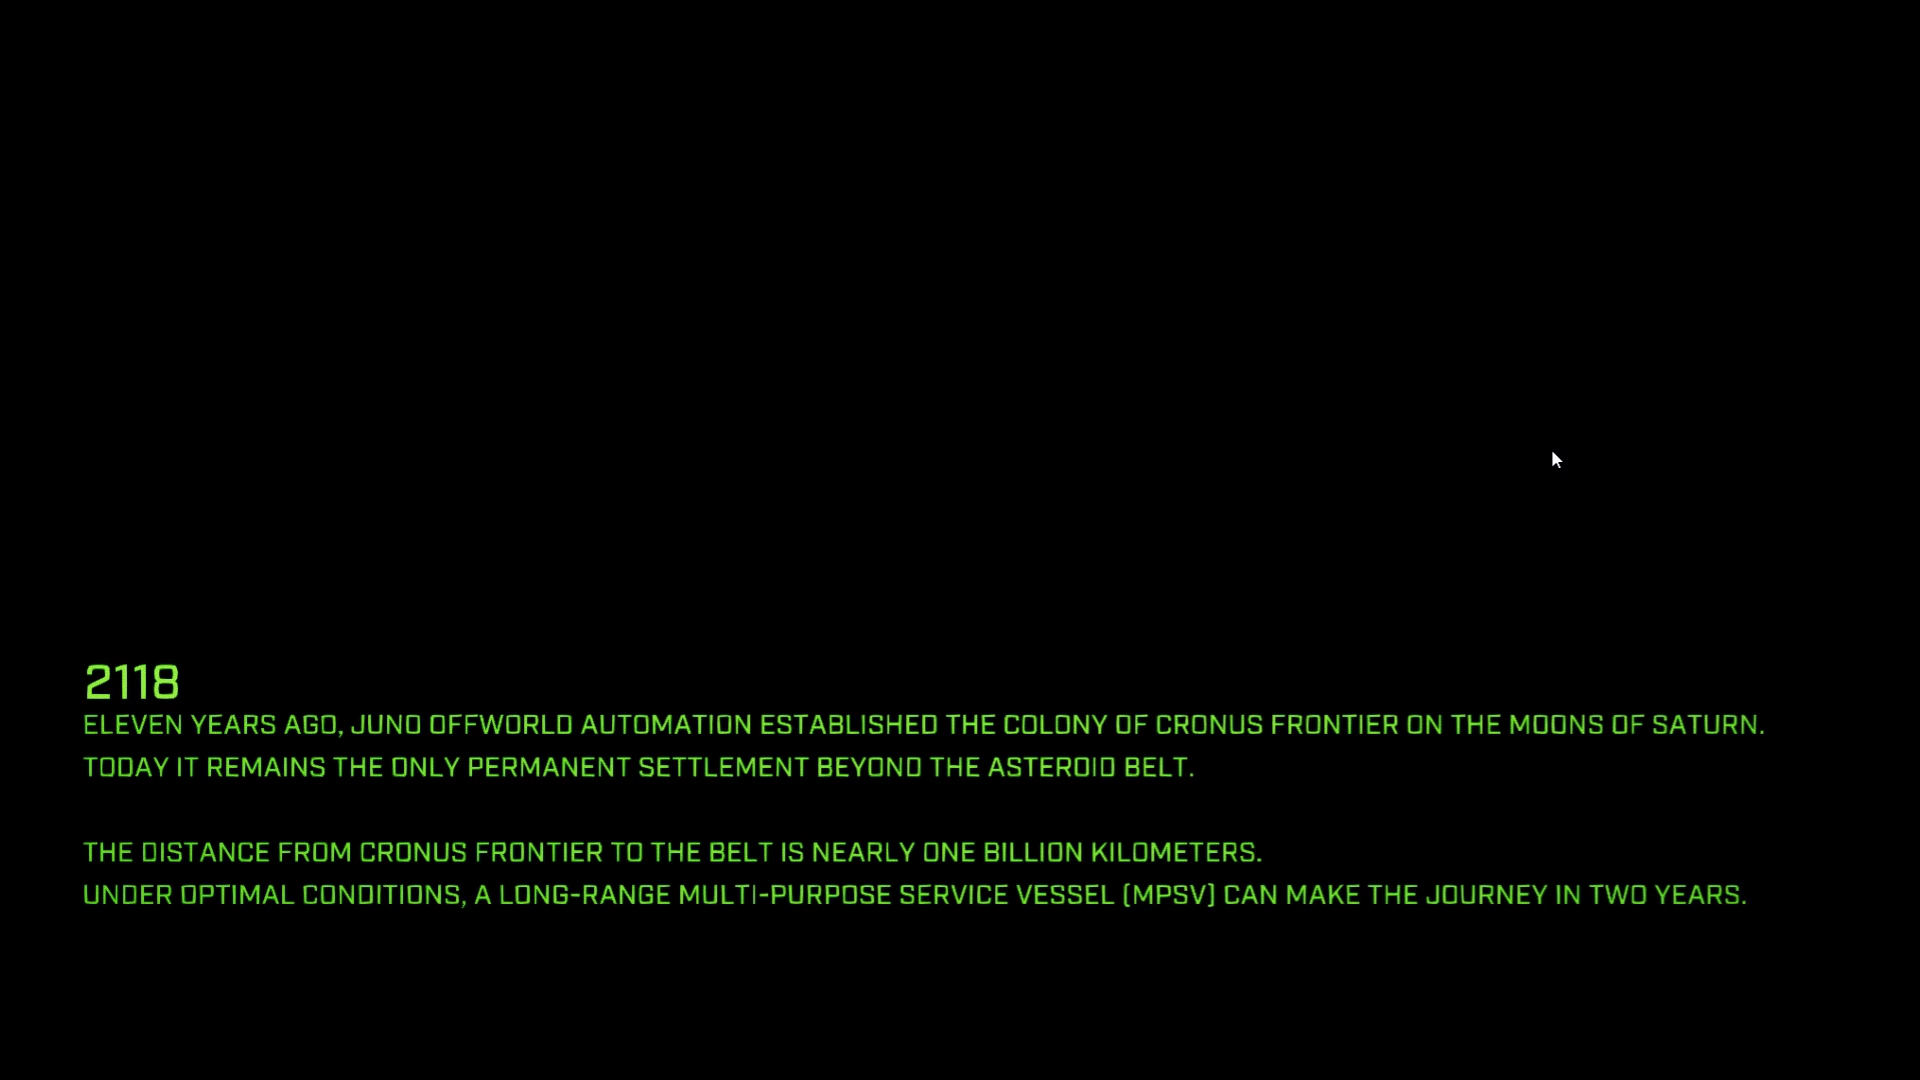 2118
ELEVEN YEARS AGO, JUNO OFFWORLD AUTOMATION ESTABLISHED THE COLONY OF CRONUS FRONTIER ON THE MOONS OF SATURN.
TODAY IT REMAINS THE ONLY PERMANENT SETTLEMENT BEYOND THE ASTEROID BELT.
THE DISTANCE FROM CRONUS FRONTIER TO THE BELT IS NEARLY ONE BILLION KILOMETERS.
UNDER OPTIMAL CONDITIONS, A LONG-RANGE MULTI-PURPOSE SERVICE VESSEL (MPSV) CAN MAKE THE JOURNEY IN TWO YEARS.